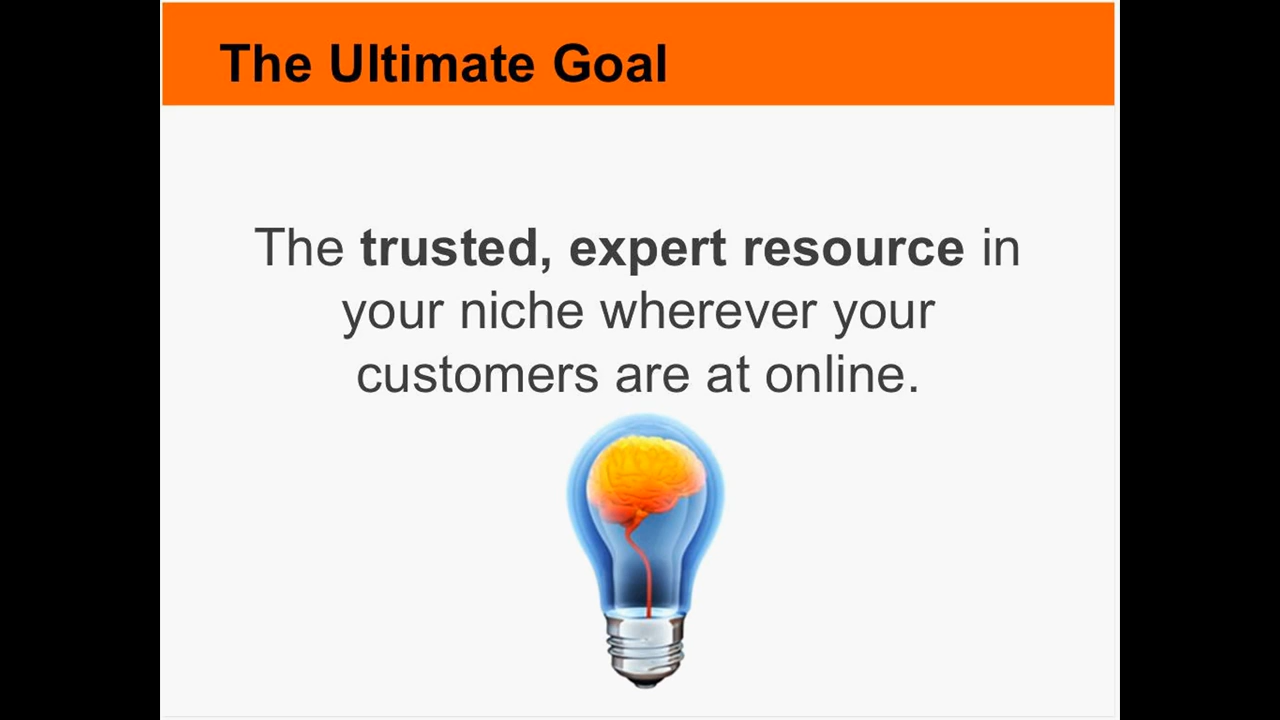 The Ultimate Goal
The trusted, expert resource in
your niche wherever your
customers are at online.